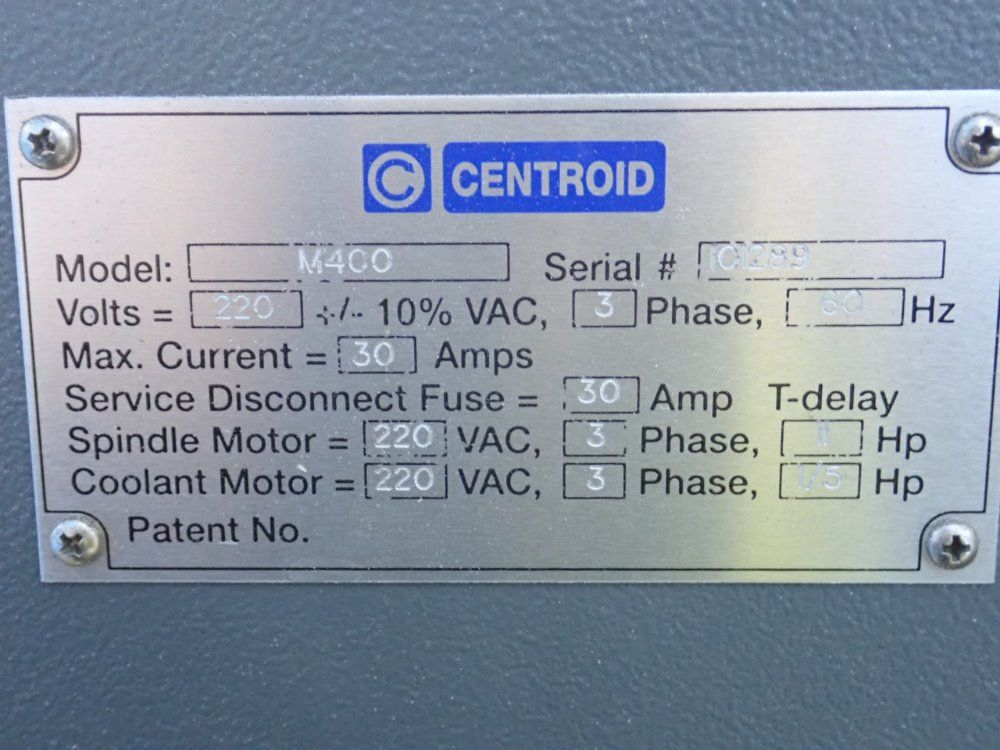 C CENTROID
Model: M400 Serial # 101289
Volts = 220 +/- 10% VAC, 3 Phase, 60 Hz
Max. Current = 30 Amps
Service Disconnect Fuse = 30 Amp T-delay
Spindle Motor = 220 VAC, 3 Phase, 11 Hp
Coolant Motor = 220 VAC, 3 Phase, 1/5 Hp
Patent No.